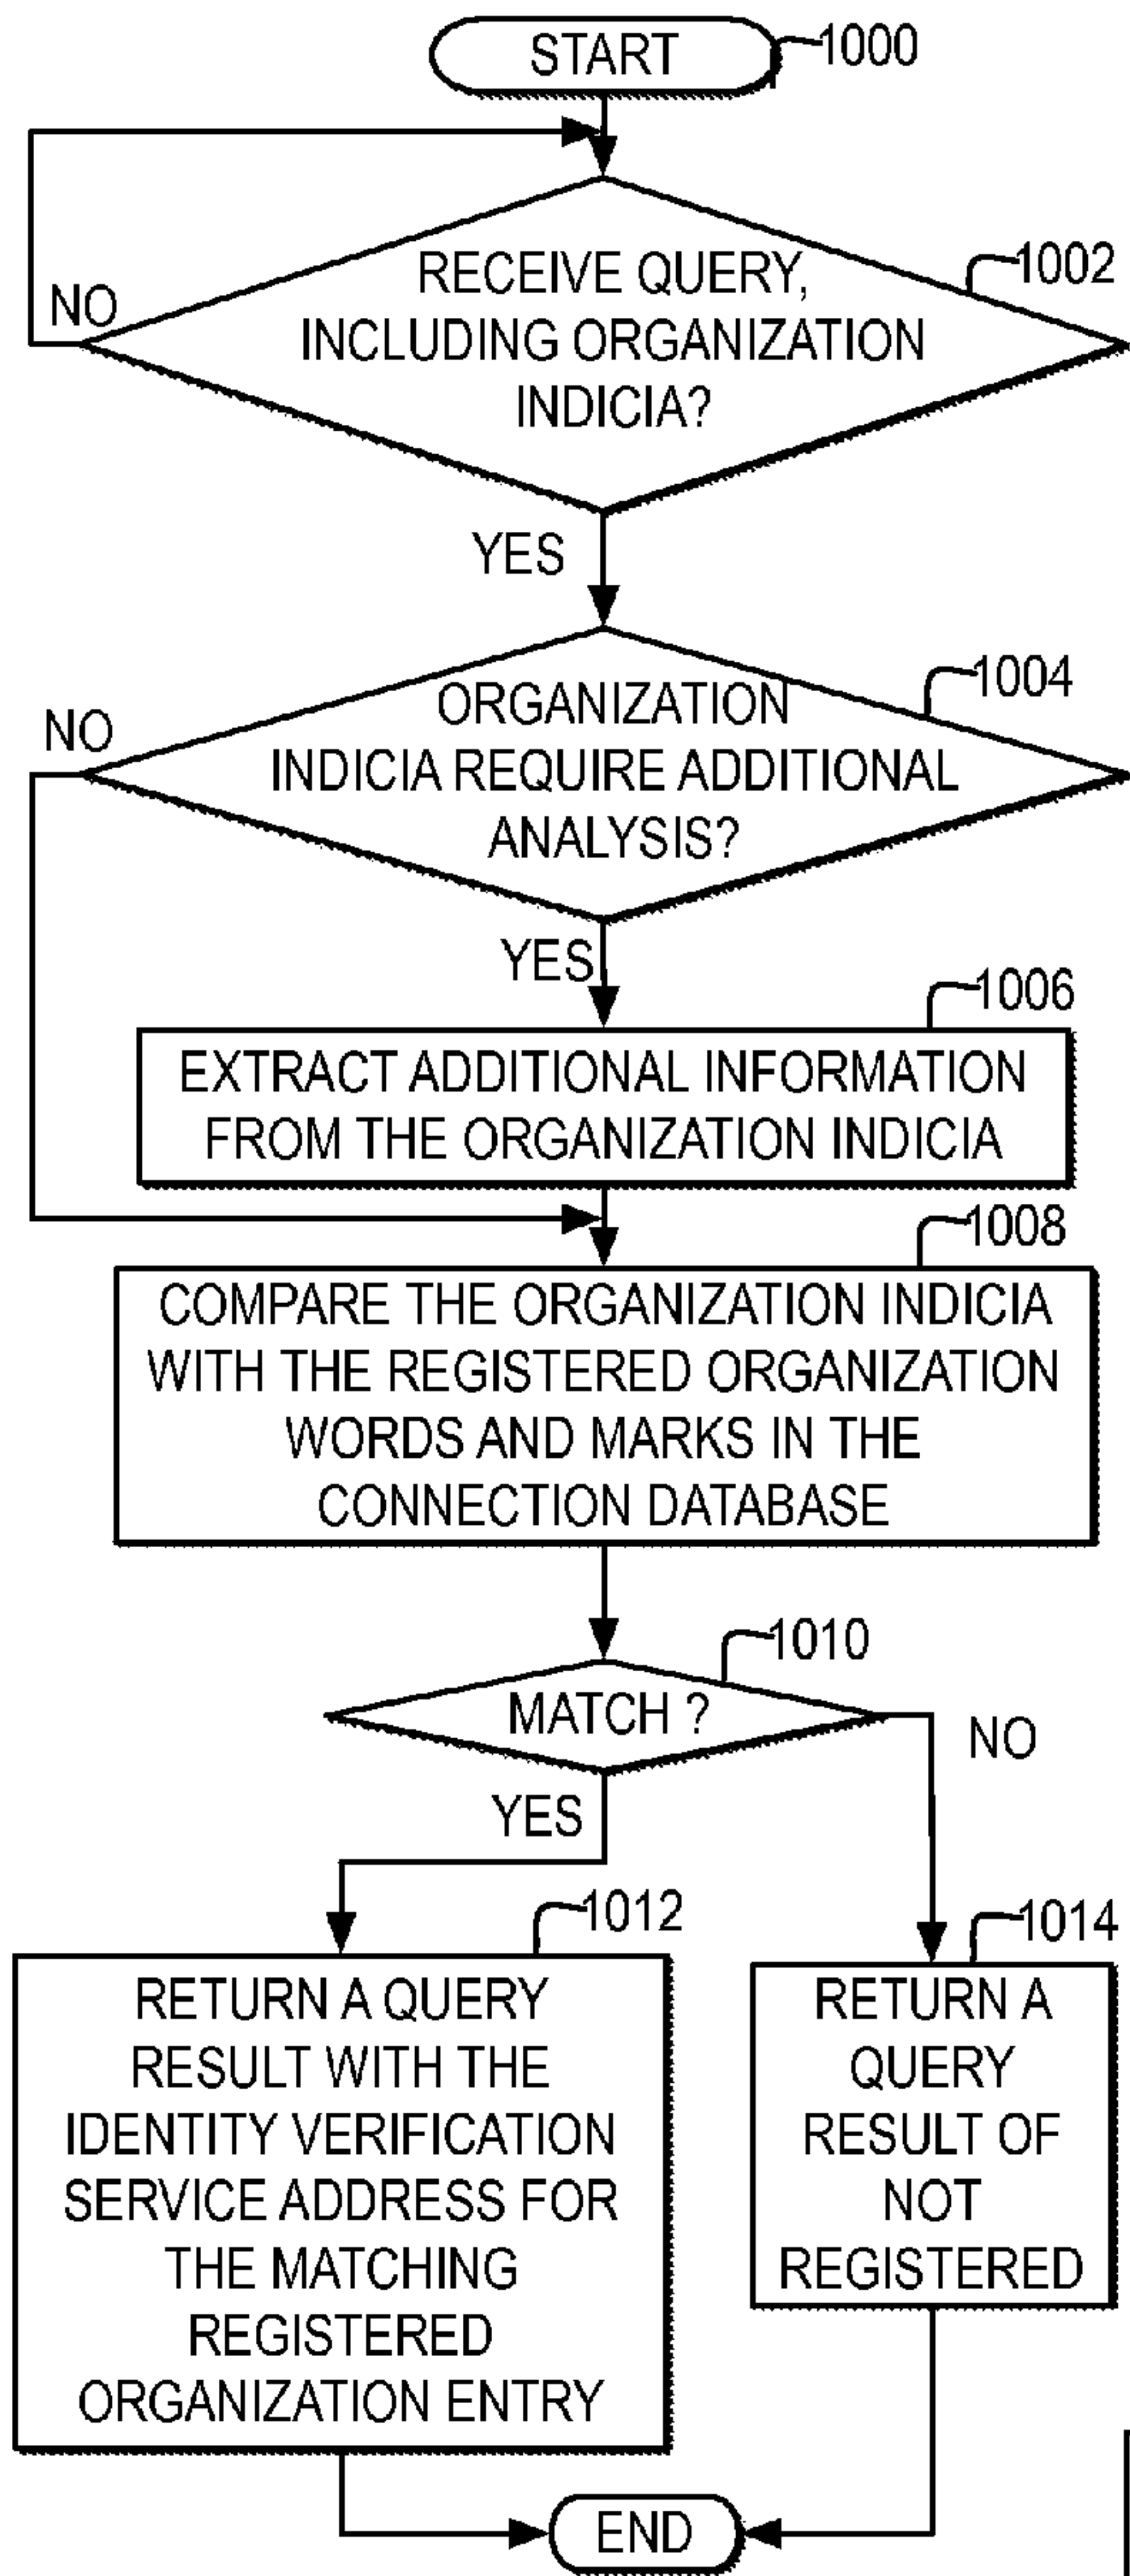 START
1000
RECEIVE QUERY,
INCLUDING ORGANIZATION
INDICIA?
1002
NO
YES
ORGANIZATION
INDICIA REQUIRE ADDITIONAL
ANALYSIS?
1004
NO
YES
1006
EXTRACT ADDITIONAL INFORMATION
FROM THE ORGANIZATION INDICIA
1008
COMPARE THE ORGANIZATION INDICIA
WITH THE REGISTERED ORGANIZATION
WORDS AND MARKS IN THE
CONNECTION DATABASE
1010
MATCH ?
NO
YES
1012
RETURN A QUERY
RESULT WITH THE
IDENTITY VERIFICATION
SERVICE ADDRESS FOR
THE MATCHING
REGISTERED
ORGANIZATION ENTRY
1014
RETURN A
QUERY
RESULT OF
NOT
REGISTERED
END